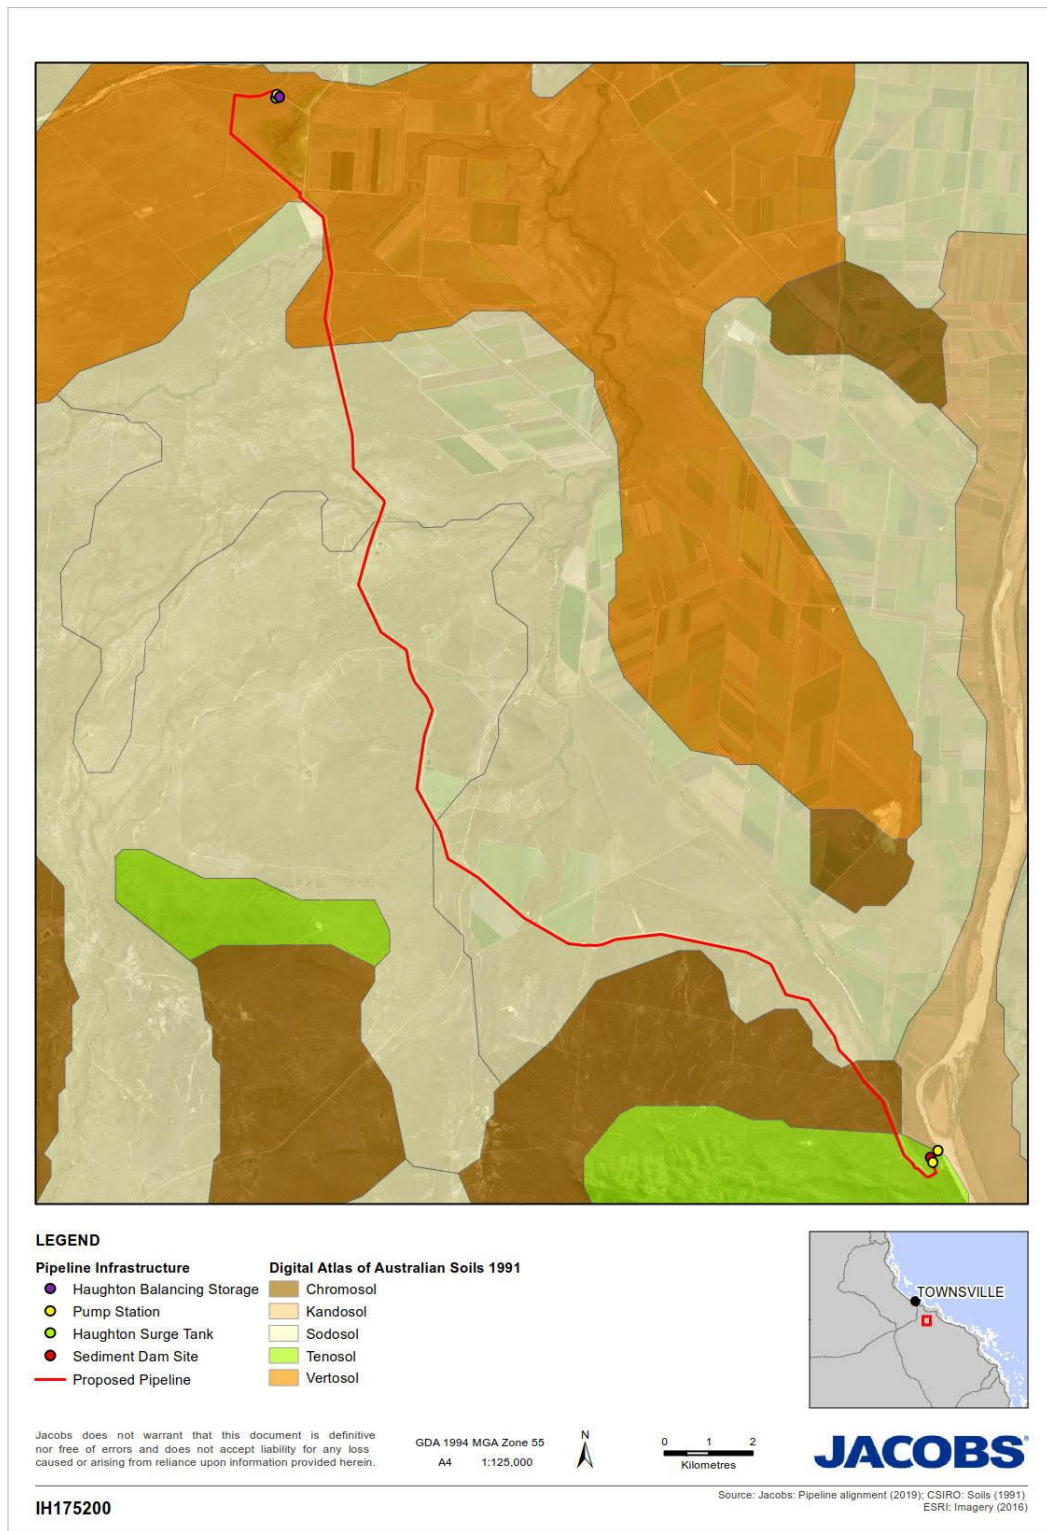 LEGEND
Pipeline Infrastructure
Haughton Balancing Storage
Pump Station
Haughton Surge Tank
Sediment Dam Site
Proposed Pipeline
Digital Atlas of Australian Soils 1991
Chromosol
Kandosol
Sodosol
Tenosol
Vertosol
TOWNSVILLE
Jacobs does not warrant that this document is definitive
nor free of errors and does not accept liability for any loss
caused or arising from reliance upon information provided herein.
GDA 1994 MGA Zone 55
A4 1:125,000
N
0 1 2
Kilometres
JACOBS®
Source: Jacobs: Pipeline alignment (2019); CSIRO: Soils (1991)
ESRI: Imagery (2016)
IH175200